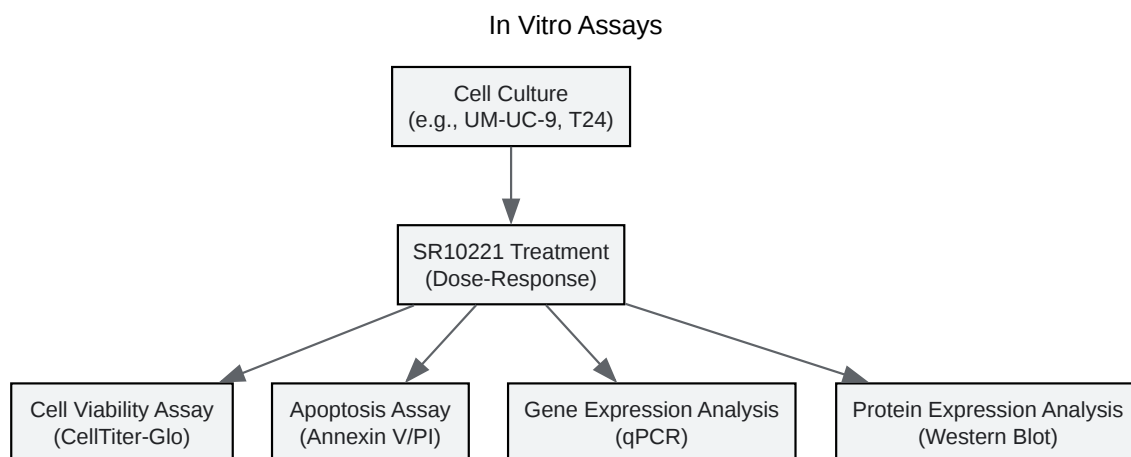 In Vitro Assays
Cell Culture
(e.g., UM-UC-9, T24)
SR10221 Treatment
(Dose-Response)
Cell Viability Assay
(CellTiter-Glo)
Apoptosis Assay
(Annexin V/PI)
Gene Expression Analysis
(qPCR)
Protein Expression Analysis
(Western Blot)